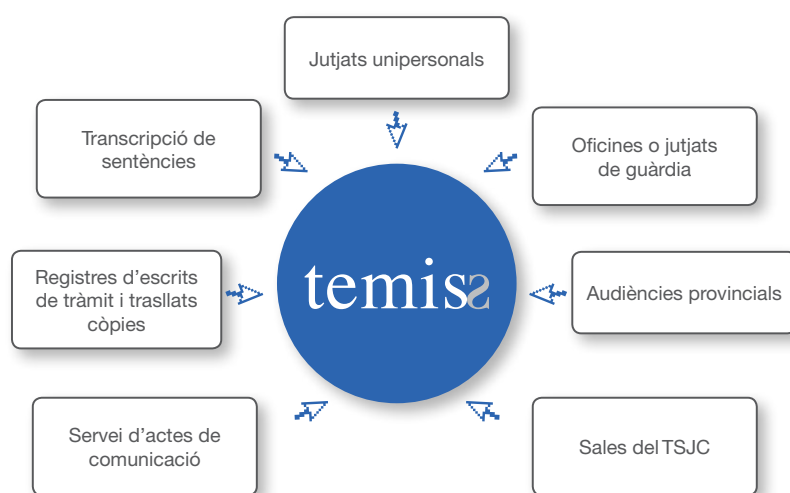 Jutjats unipersonals
Transcripció de
sentències
Oficines o jutjats
de guàrdia
Registres d’escrits
de tràmit i trasllats
còpies
temis2
Audiències provincials
Servei d’actes de
comunicació
Sales del TSJC